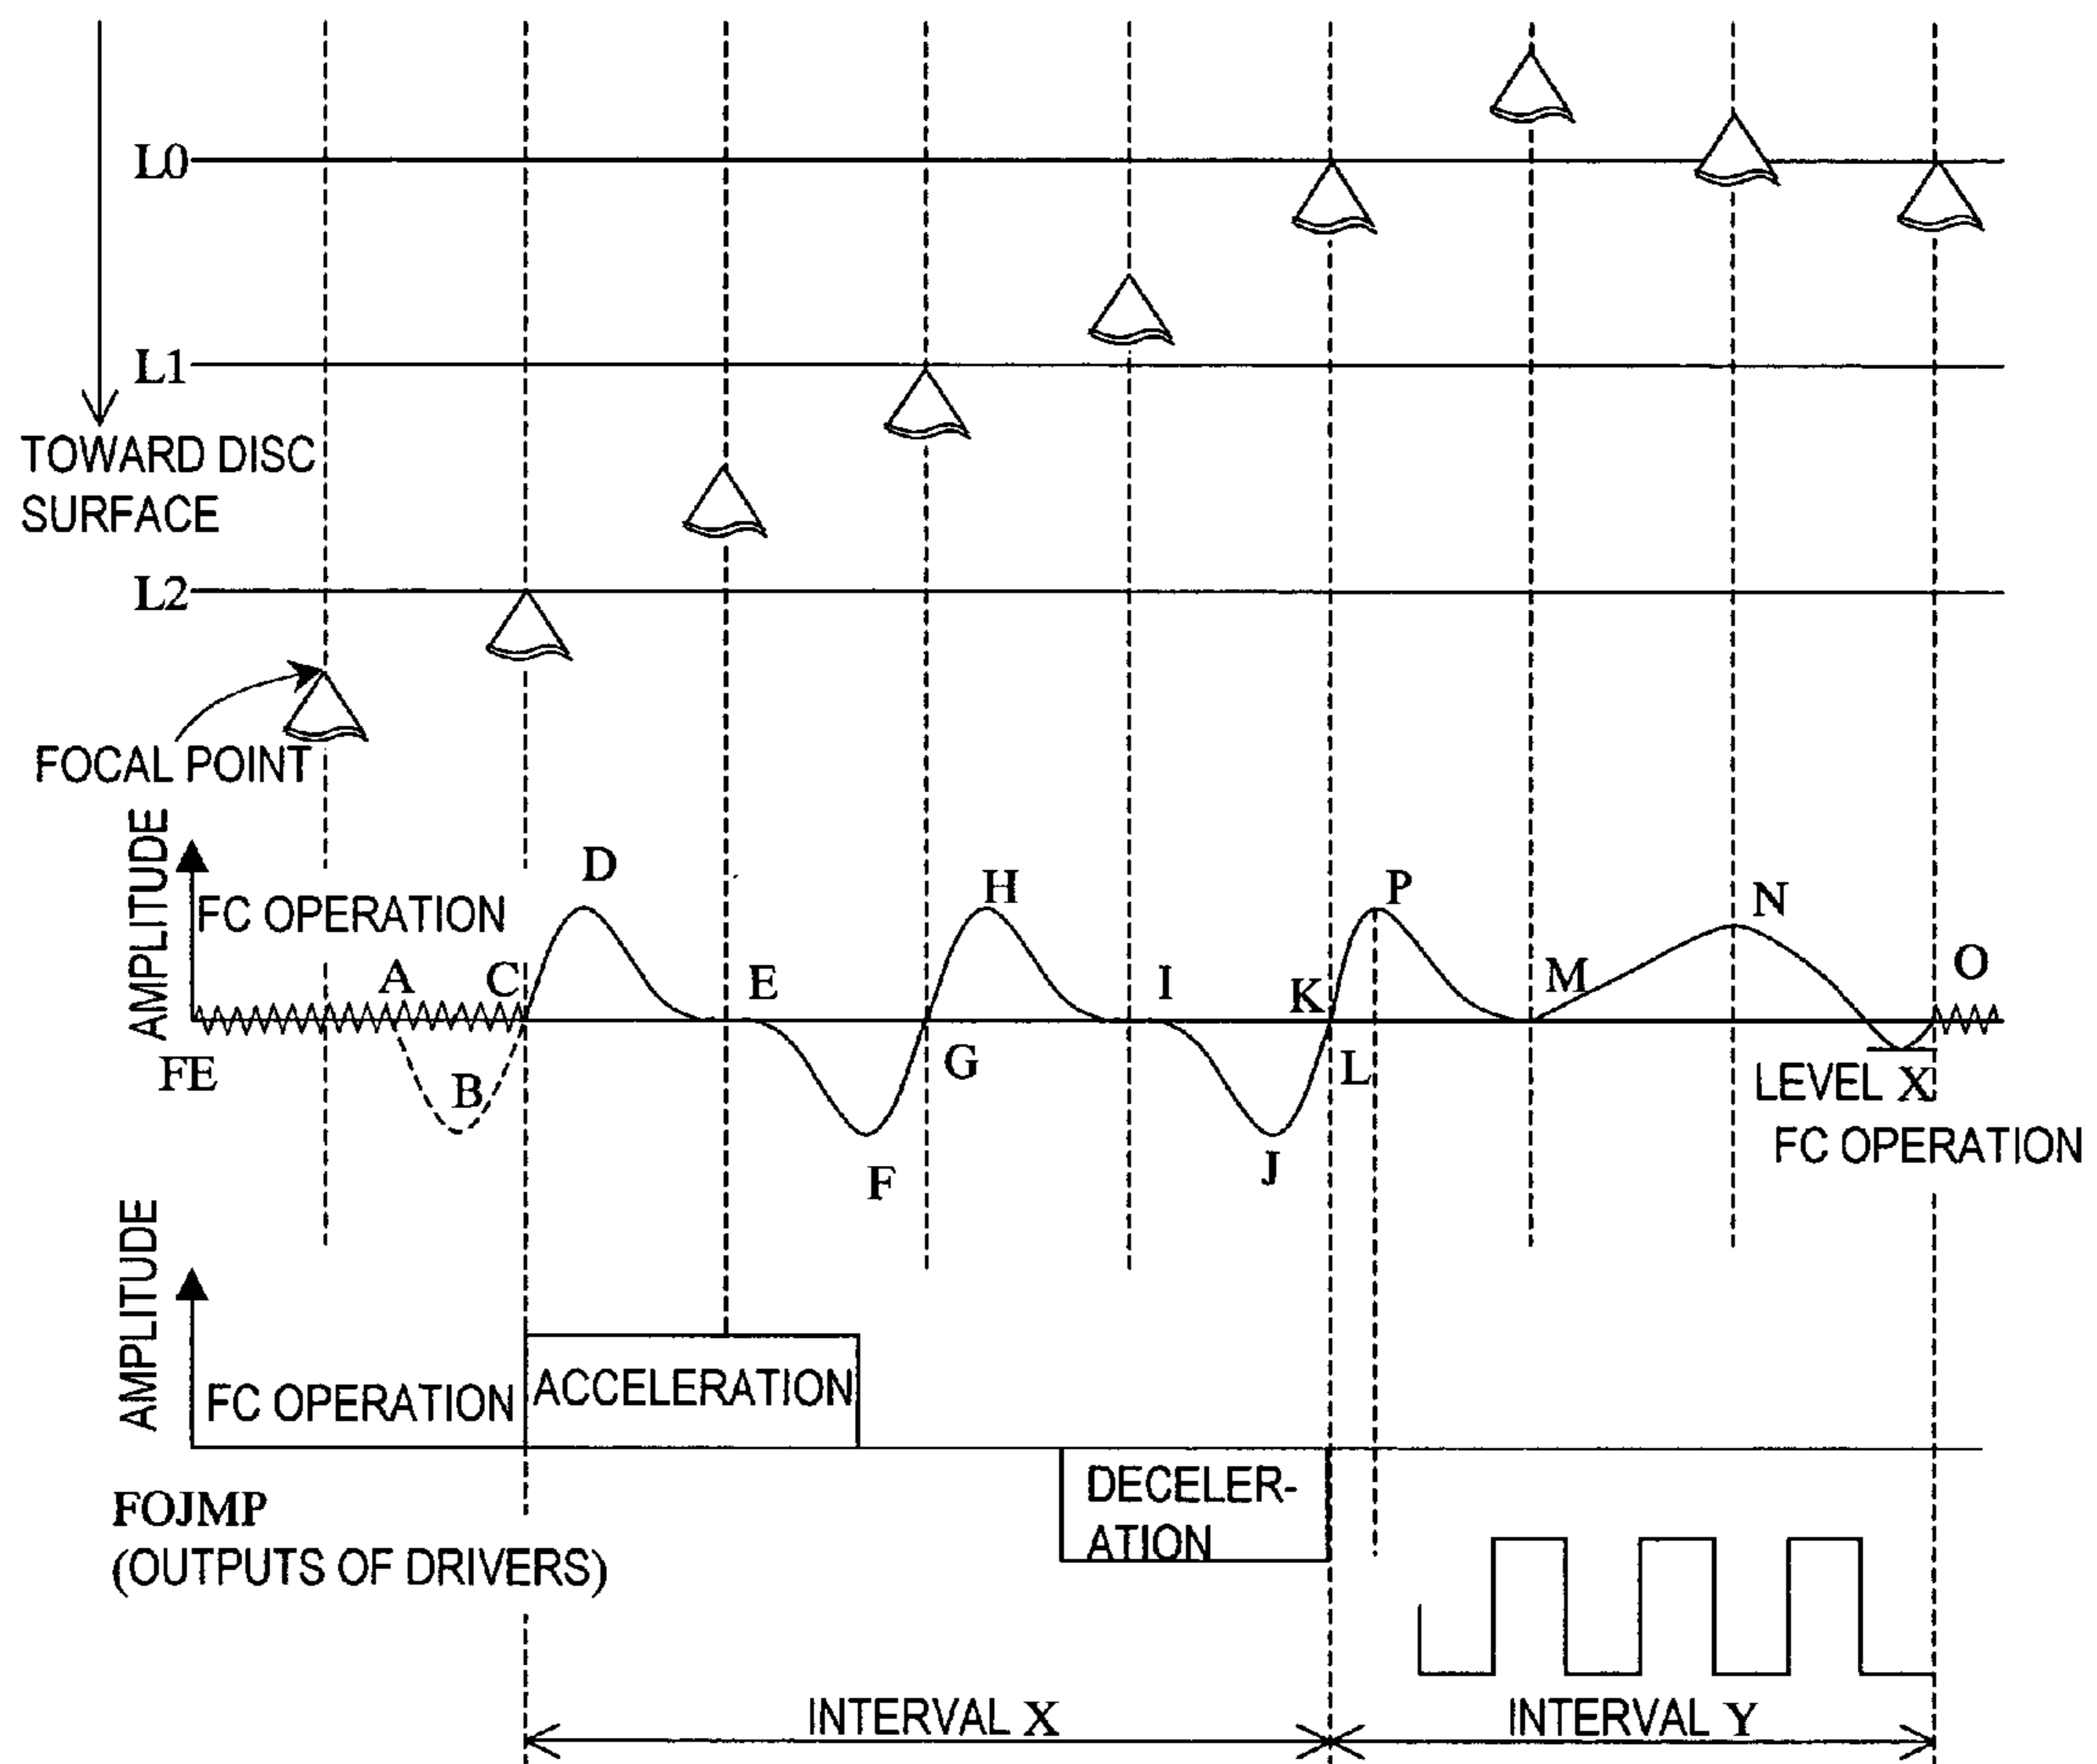 L0
L1
TOWARD DISC
SURFACE
L2
FOCAL POINT
AMPLITUDE
FC OPERATION
A
B
C
D
E
F
G
H
I
J
K
L
P
M
N
O
FE
LEVEL X
FC OPERATION
AMPLITUDE
FC OPERATION
ACCELERATION
DECELER-
ATION
FOJMP
(OUTPUTS OF DRIVERS)
INTERVAL X
INTERVAL Y